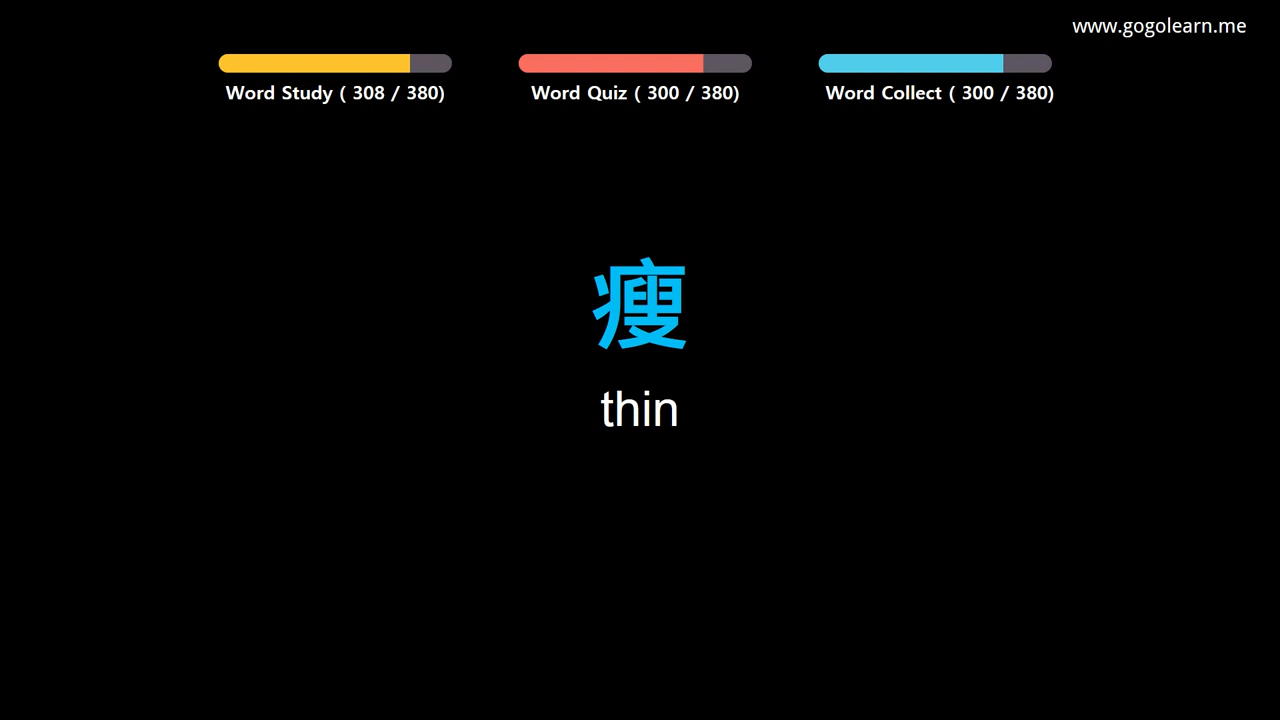 www.gogolearn.me
Word Study ( 308 / 380)
Word Quiz ( 300 / 380)
Word Collect ( 300 / 380)
瘦
thin